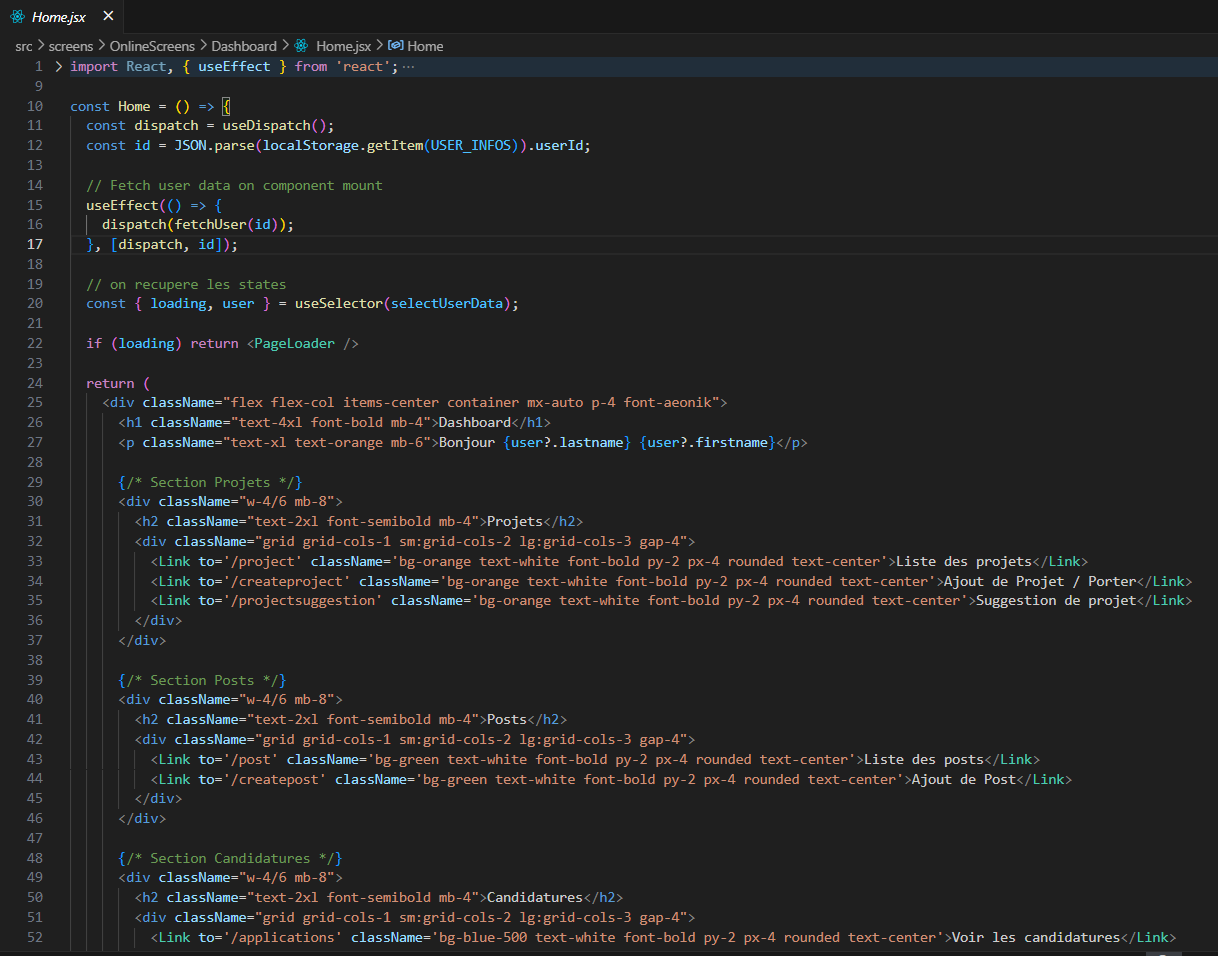 Home.jsx ×
src > screens > OnlineScreens > Dashboard > Home.jsx > Home
1 > import React, { useEffect } from 'react'; ···
9
10 const Home = () => {
11   const dispatch = useDispatch();
12   const id = JSON.parse(localStorage.getItem(USER_INFOS)).userId;
13
14   // Fetch user data on component mount
15   useEffect(() => {
16     dispatch(fetchUser(id));
17   }, [dispatch, id]);
18
19   // on recupere les states
20   const { loading, user } = useSelector(selectUserData);
21
22   if (loading) return <PageLoader />
23
24   return (
25     <div className="flex flex-col items-center container mx-auto p-4 font-aeonik">
26       <h1 className="text-4xl font-bold mb-4">Dashboard</h1>
27       <p className="text-xl text-orange mb-6">Bonjour {user?.lastname} {user?.firstname}</p>
28
29       {/* Section Projets */}
30       <div className="w-4/6 mb-8">
31         <h2 className="text-2xl font-semibold mb-4">Projets</h2>
32         <div className="grid grid-cols-1 sm:grid-cols-2 lg:grid-cols-3 gap-4">
33           <Link to='/project' className='bg-orange text-white font-bold py-2 px-4 rounded text-center'>Liste des projets</Link>
34           <Link to='/createproject' className='bg-orange text-white font-bold py-2 px-4 rounded text-center'>Ajout de Projet / Porter</Link>
35           <Link to='/projectsuggestion' className='bg-orange text-white font-bold py-2 px-4 rounded text-center'>Suggestion de projet</Link>
36         </div>
37       </div>
38
39       {/* Section Posts */}
40       <div className="w-4/6 mb-8">
41         <h2 className="text-2xl font-semibold mb-4">Posts</h2>
42         <div className="grid grid-cols-1 sm:grid-cols-2 lg:grid-cols-3 gap-4">
43           <Link to='/post' className='bg-green text-white font-bold py-2 px-4 rounded text-center'>Liste des posts</Link>
44           <Link to='/createpost' className='bg-green text-white font-bold py-2 px-4 rounded text-center'>Ajout de Post</Link>
45         </div>
46       </div>
47
48       {/* Section Candidatures */}
49       <div className="w-4/6 mb-8">
50         <h2 className="text-2xl font-semibold mb-4">Candidatures</h2>
51         <div className="grid grid-cols-1 sm:grid-cols-2 lg:grid-cols-3 gap-4">
52           <Link to='/applications' className='bg-blue-500 text-white font-bold py-2 px-4 rounded text-center'>Voir les candidatures</Link>